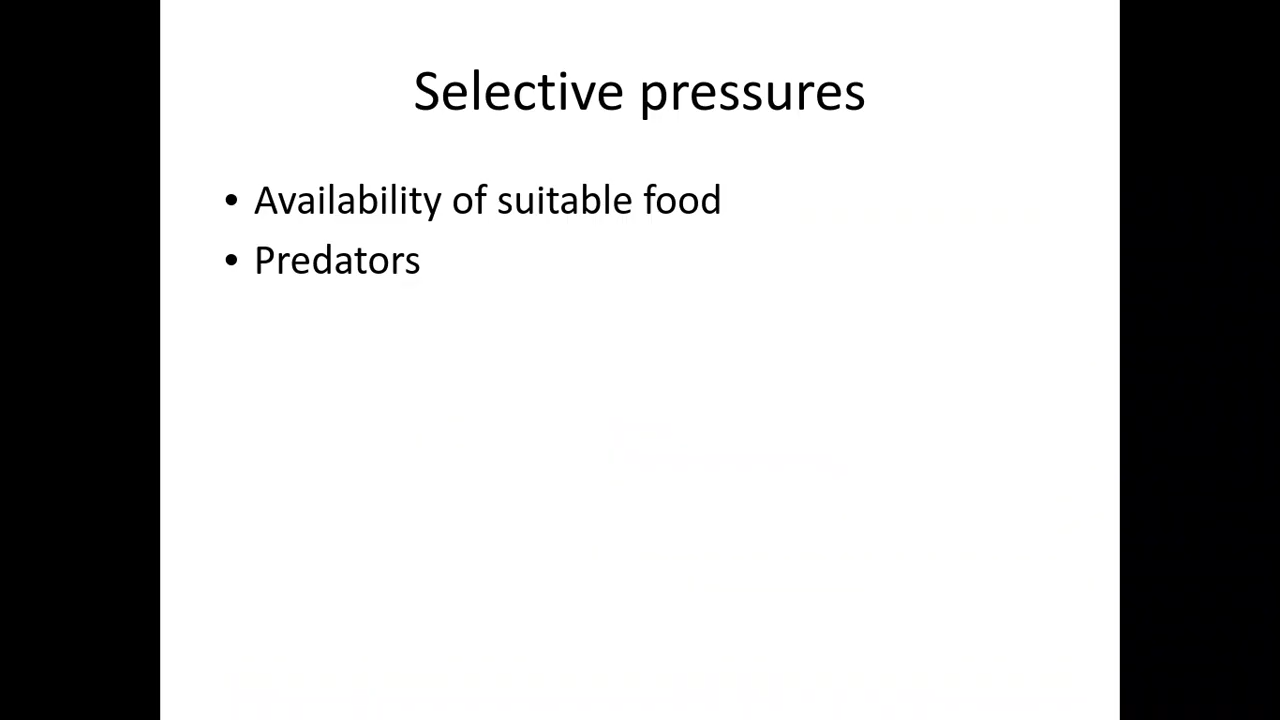 Selective pressures
• Availability of suitable food
• Predators